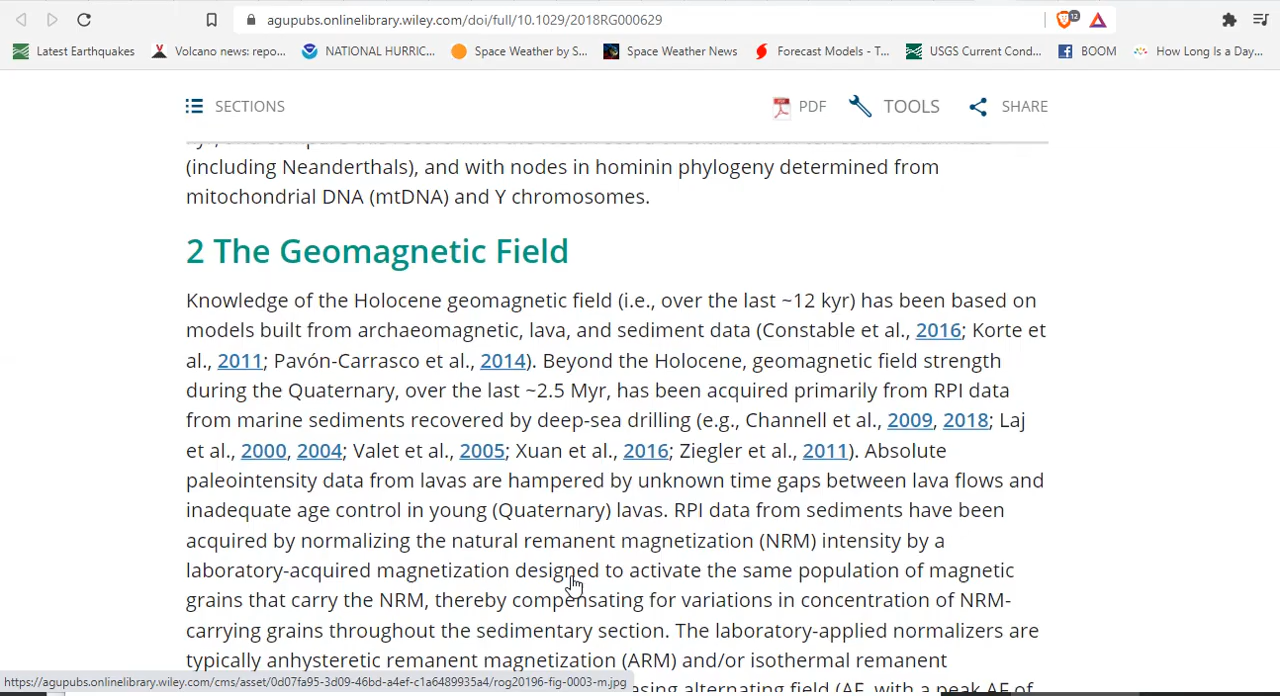 agupubs.onlinelibrary.wiley.com/doi/full/10.1029/2018RG000629
12
Latest Earthquakes
Volcano news: repo...
NATIONAL HURRIC...
Space Weather by S...
Space Weather News
Forecast Models - T...
USGS Current Cond...
BOOM
How Long Is a Day...
SECTIONS
PDF
TOOLS
SHARE
(including Neanderthals), and with nodes in hominin phylogeny determined from
mitochondrial DNA (mtDNA) and Y chromosomes.
2 The Geomagnetic Field
Knowledge of the Holocene geomagnetic field (i.e., over the last ~12 kyr) has been based on
models built from archaeomagnetic, lava, and sediment data (Constable et al., 2016; Korte et
al., 2011; Pavón-Carrasco et al., 2014). Beyond the Holocene, geomagnetic field strength
during the Quaternary, over the last ~2.5 Myr, has been acquired primarily from RPI data
from marine sediments recovered by deep-sea drilling (e.g., Channell et al., 2009, 2018; Laj
et al., 2000, 2004; Valet et al., 2005; Xuan et al., 2016; Ziegler et al., 2011). Absolute
paleointensity data from lavas are hampered by unknown time gaps between lava flows and
inadequate age control in young (Quaternary) lavas. RPI data from sediments have been
acquired by normalizing the natural remanent magnetization (NRM) intensity by a
laboratory-acquired magnetization designed to activate the same population of magnetic
grains that carry the NRM, thereby compensating for variations in concentration of NRM-
carrying grains throughout the sedimentary section. The laboratory-applied normalizers are
typically anhysteretic remanent magnetization (ARM) and/or isothermal remanent
alternating field (AF, with a peak AF of
https://agupubs.onlinelibrary.wiley.com/cms/asset/0d07fa95-3d09-46bd-a4ef-c1a6489935a4/rog20196-fig-0003-m.jpg